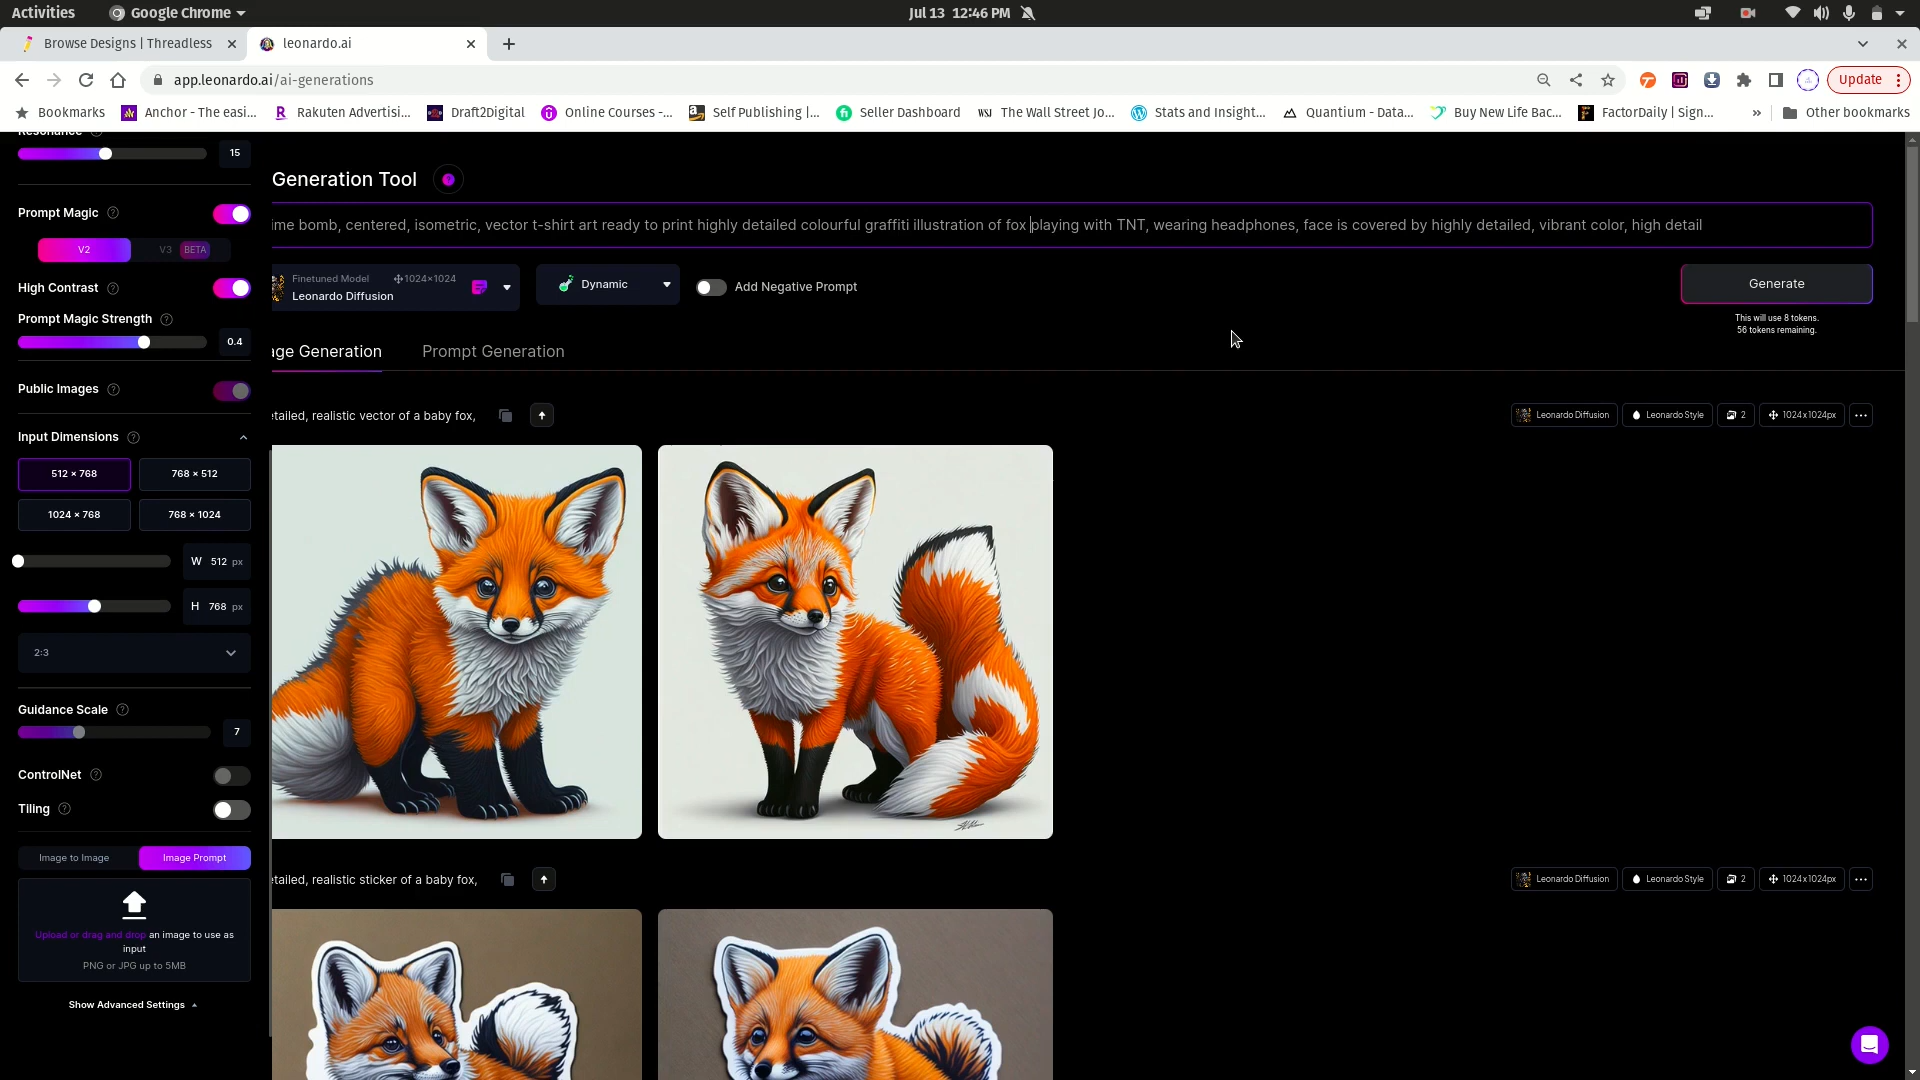 Activities
Google Chrome
Jul 13 12:46 PM
Browse Designs | Threadless
leonardo.ai
app.leonardo.ai/ai-generations
Update
Bookmarks
Anchor - The easi...
Rakuten Advertisi...
Draft2Digital
Online Courses -...
Self Publishing |...
Seller Dashboard
WSJ
The Wall Street Jo...
Stats and Insight...
Quantium - Data...
Buy New Life Bac...
FactorDaily | Sign...
Other bookmarks
Resonance
15
Prompt Magic
V2
V3 BETA
High Contrast
Prompt Magic Strength
0.4
Public Images
Input Dimensions
512 × 768
768 × 512
1024 × 768
768 × 1024
W 512 px
H 768 px
2:3
Guidance Scale
7
ControlNet
Tiling
Image to Image
Image Prompt
Upload or drag and drop an image to use as
input
PNG or JPG up to 5MB
Show Advanced Settings
Generation Tool
ime bomb, centered, isometric, vector t-shirt art ready to print highly detailed colourful graffiti illustration of fox playing with TNT, wearing headphones, face is covered by highly detailed, vibrant color, high detail
Finetuned Model
1024×1024
Leonardo Diffusion
Dynamic
Add Negative Prompt
Generate
This will use 8 tokens.
56 tokens remaining.
age Generation
Prompt Generation
etailed, realistic vector of a baby fox,
Leonardo Diffusion
Leonardo Style
2
1024x1024px
etailed, realistic sticker of a baby fox,
Leonardo Diffusion
Leonardo Style
2
1024x1024px